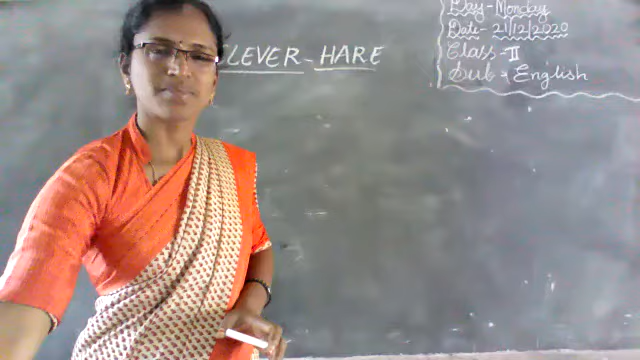 LEVER-HARE
Day-Monday
Date-21/12/2020
Class-II
Sub-English